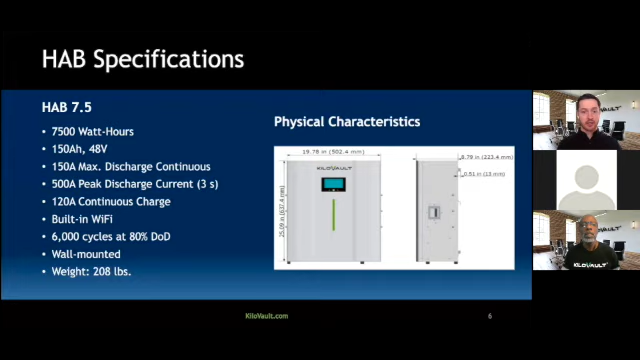 HAB Specifications
HAB 7.5
• 7500 Watt-Hours
• 150Ah, 48V
• 150A Max. Discharge Continuous
• 500A Peak Discharge Current (3 s)
• 120A Continuous Charge
• Built-in WiFi
• 6,000 cycles at 80% DoD
• Wall-mounted
• Weight: 208 lbs.
Physical Characteristics
19.78 in (502.4 mm)
8.79 in (223.4 mm)
0.51 in (13 mm)
25.09 in (637.4 mm)
KILOVAULT
KiloVault.com
6
KILOVAULT